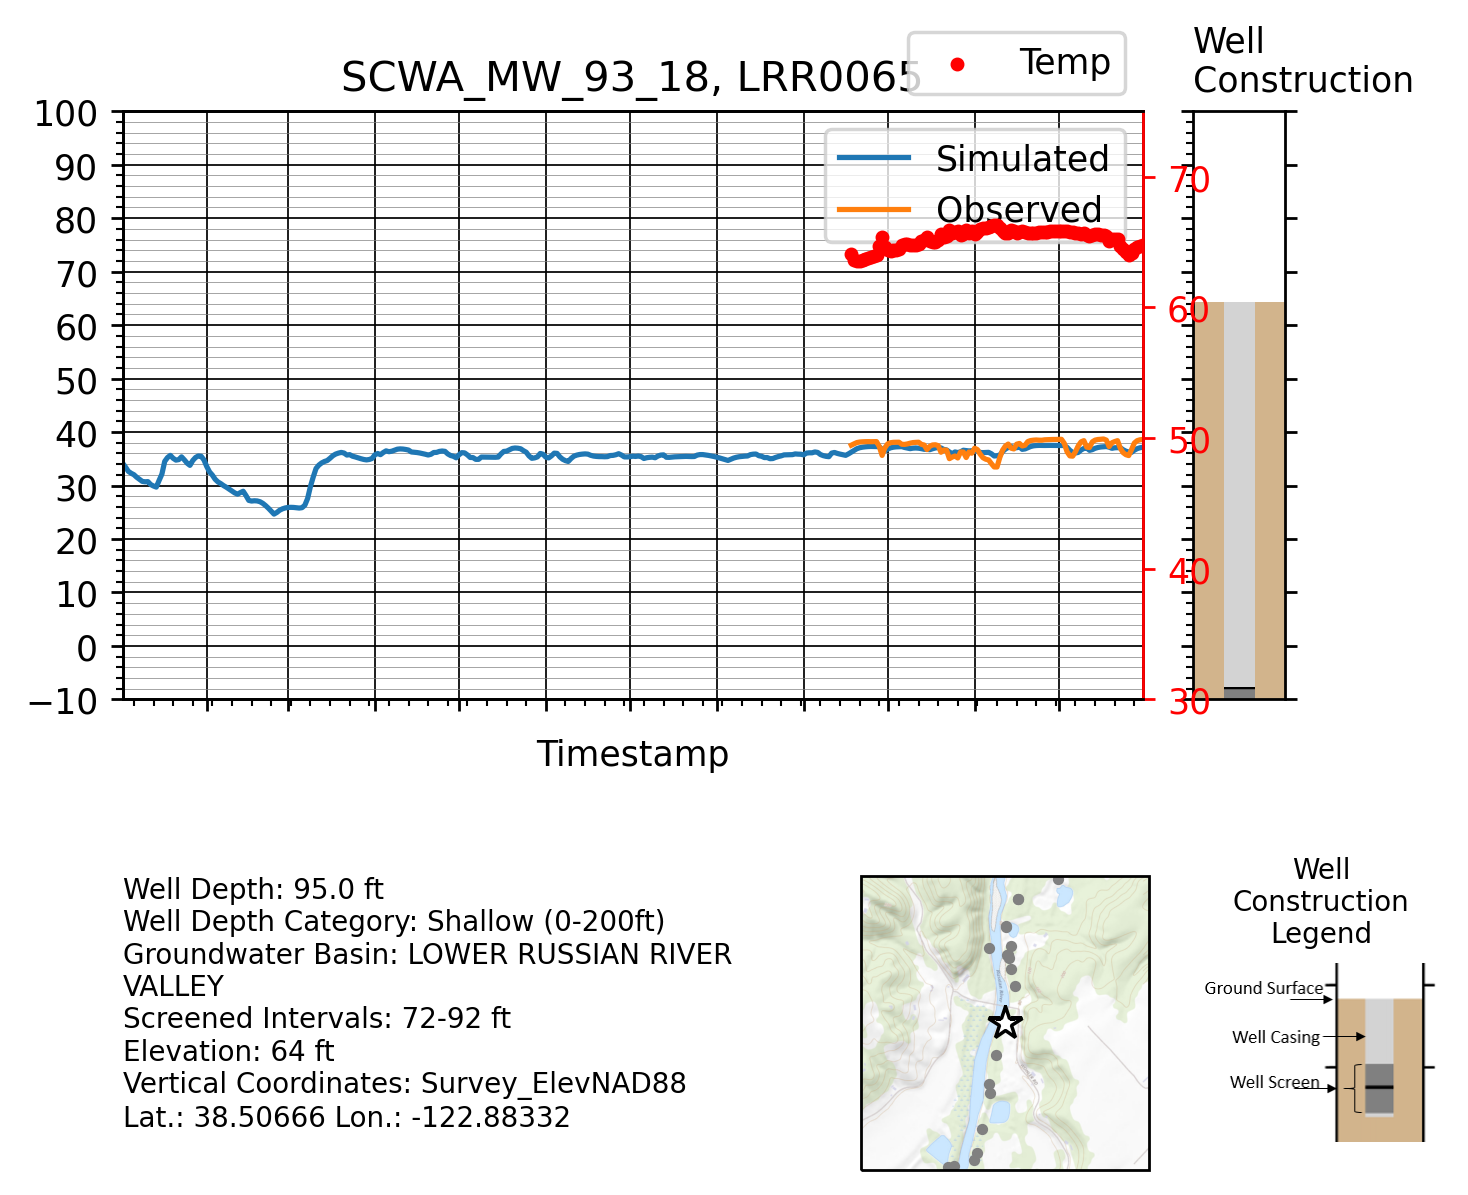 Well
Construction
Temp
SCWA_MW_93_18, LRR0065
Simulated
Observed
100
90
80
70
60
50
40
30
20
10
0
−10
70
60
50
40
30
Timestamp
Well Depth: 95.0 ft
Well Depth Category: Shallow (0-200ft)
Groundwater Basin: LOWER RUSSIAN RIVER
VALLEY
Screened Intervals: 72-92 ft
Elevation: 64 ft
Vertical Coordinates: Survey_ElevNAD88
Lat.: 38.50666 Lon.: -122.88332
Well
Construction
Legend
Ground Surface
Well Casing
Well Screen